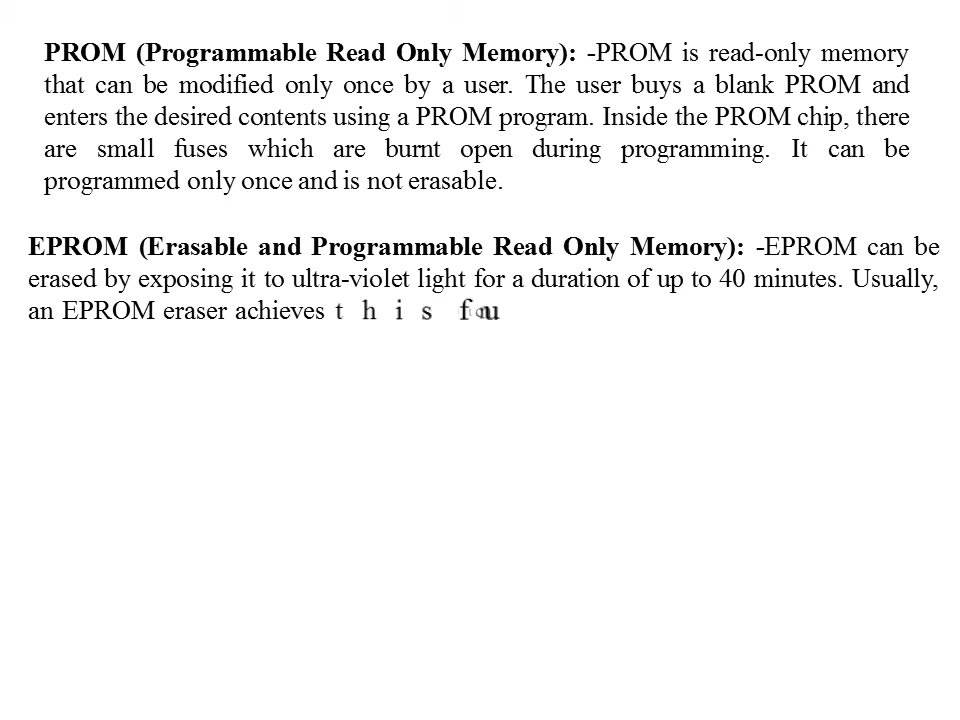 PROM (Programmable Read Only Memory): -PROM is read-only memory
that can be modified only once by a user. The user buys a blank PROM and
enters the desired contents using a PROM program. Inside the PROM chip, there
are small fuses which are burnt open during programming. It can be
programmed only once and is not erasable.
EPROM (Erasable and Programmable Read Only Memory): -EPROM can be
erased by exposing it to ultra-violet light for a duration of up to 40 minutes. Usually,
an EPROM eraser achieves t h i s